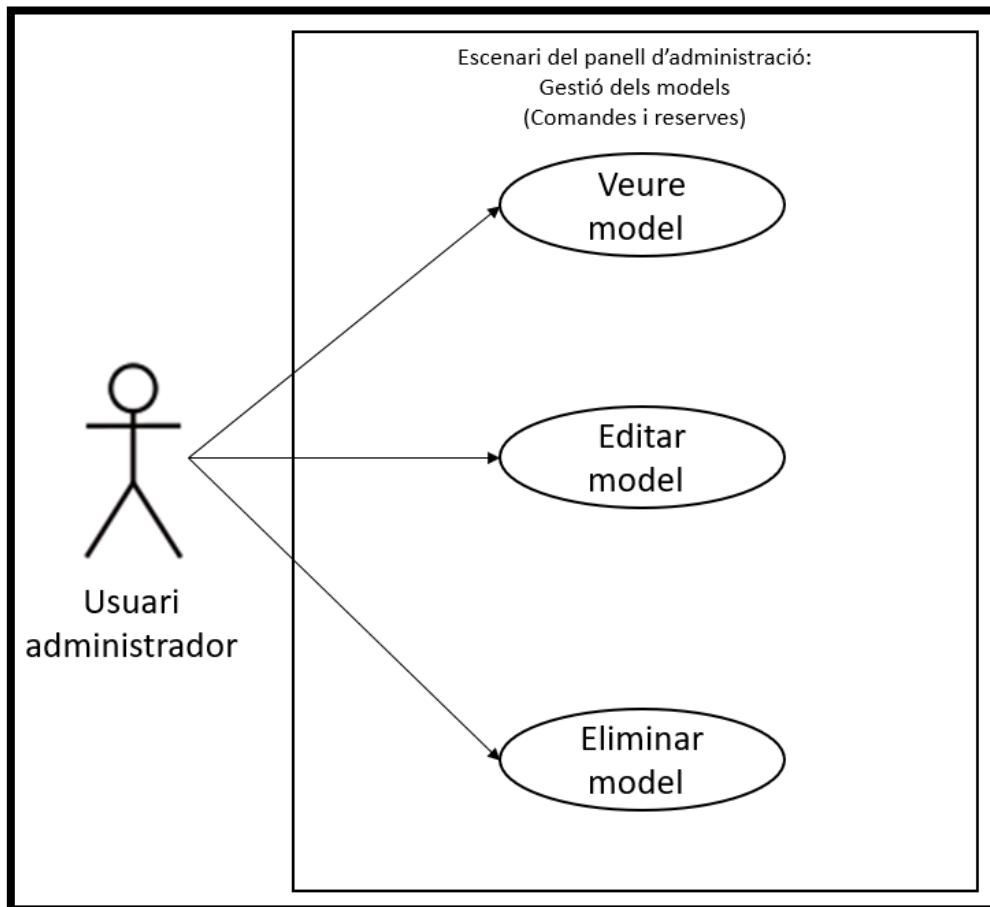 Escenari del panell d’administració:
Gestió dels models
(Comandes i reserves)
Veure
model
Editar
model
Usuari
administrador
Eliminar
model